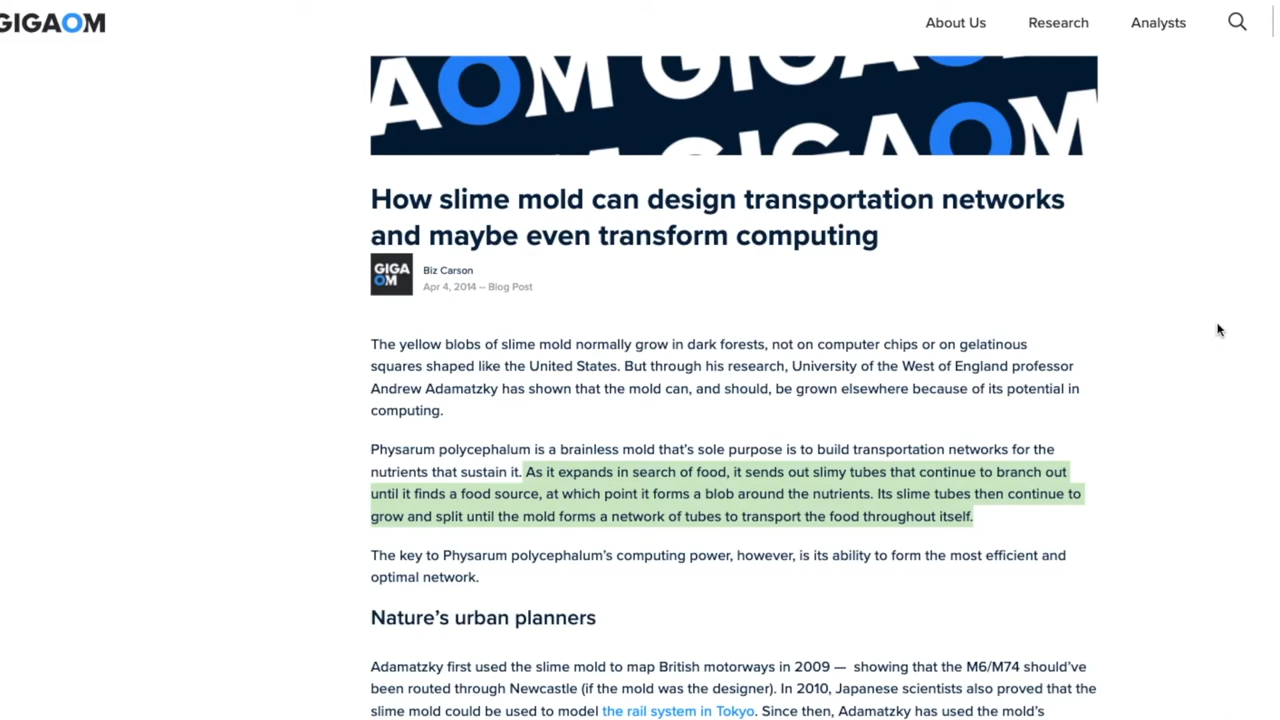 GIGAOM
About Us
Research
Analysts
AOM GIGAOM
M GIGAOM
How slime mold can design transportation networks
and maybe even transform computing
GIGA
OM
Biz Carson
Apr 4, 2014 – Blog Post
The yellow blobs of slime mold normally grow in dark forests, not on computer chips or on gelatinous
squares shaped like the United States. But through his research, University of the West of England professor
Andrew Adamatzky has shown that the mold can, and should, be grown elsewhere because of its potential in
computing.
Physarum polycephalum is a brainless mold that's sole purpose is to build transportation networks for the
nutrients that sustain it. As it expands in search of food, it sends out slimy tubes that continue to branch out
until it finds a food source, at which point it forms a blob around the nutrients. Its slime tubes then continue to
grow and split until the mold forms a network of tubes to transport the food throughout itself.
The key to Physarum polycephalum's computing power, however, is its ability to form the most efficient and
optimal network.
Nature's urban planners
Adamatzky first used the slime mold to map British motorways in 2009 — showing that the M6/M74 should've
been routed through Newcastle (if the mold was the designer). In 2010, Japanese scientists also proved that the
slime mold could be used to model the rail system in Tokyo. Since then, Adamatzky has used the mold's